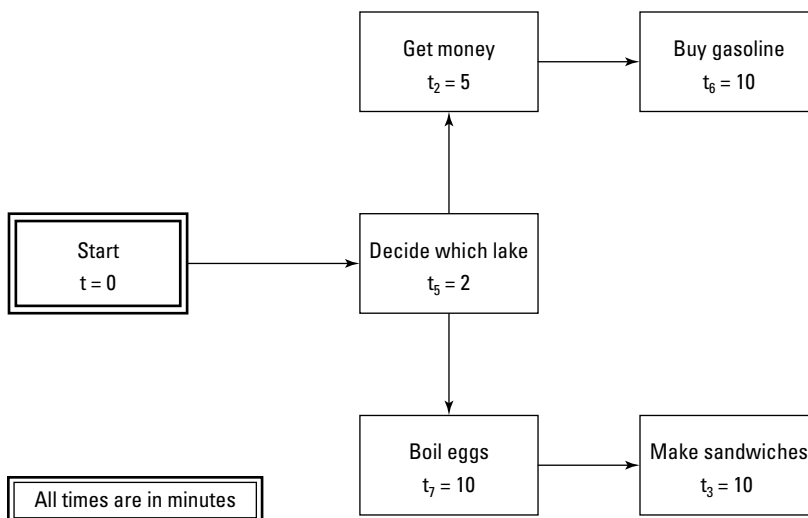 Get money
t₂ = 5
Buy gasoline
t₆ = 10
Start
t = 0
Decide which lake
t₅ = 2
Boil eggs
t₇ = 10
Make sandwiches
t₃ = 10
All times are in minutes